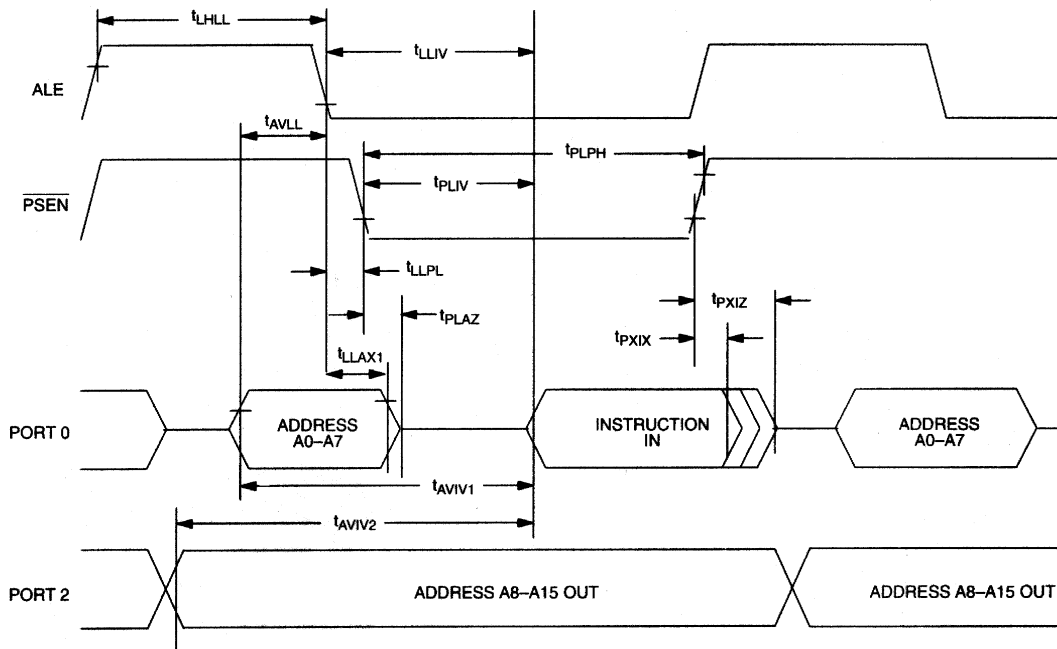 tLHLL
tLLIV
ALE
tAVLL
tPLPH
PSEN
tPLIV
tLLPL
tPXIZ
tPLAZ
tPXIX
tLLAX1
PORT 0
ADDRESS
A0–A7
INSTRUCTION
IN
ADDRESS
A0–A7
tAVIV1
tAVIV2
PORT 2
ADDRESS A8–A15 OUT
ADDRESS A8–A15 OUT